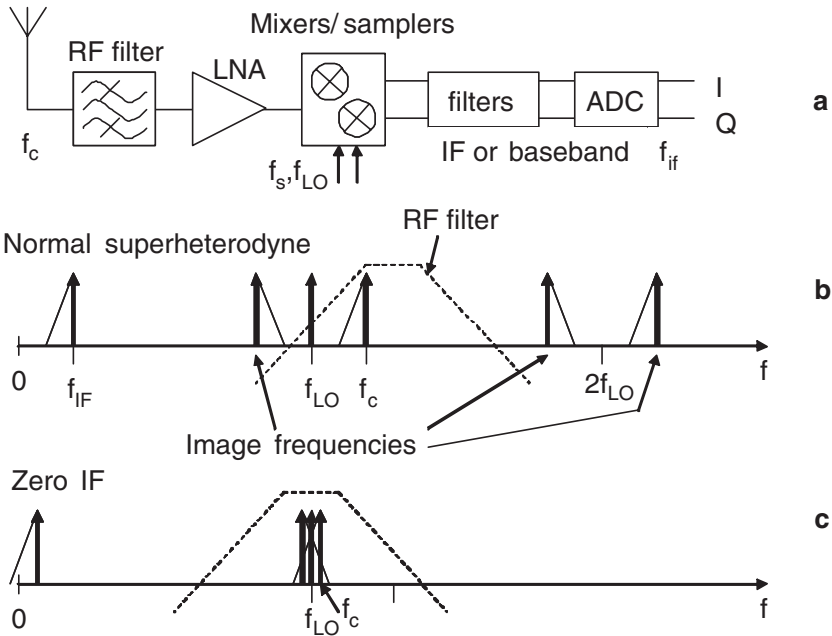 Mixers/ samplers
RF filter
LNA
filters
ADC
I
Q
a
f_c
f_s,f_LO
IF or baseband
f_if
RF filter
Normal superheterodyne
b
0
f_IF
f_LO
f_c
2f_LO
f
Image frequencies
Zero IF
c
0
f_LO
f_c
f